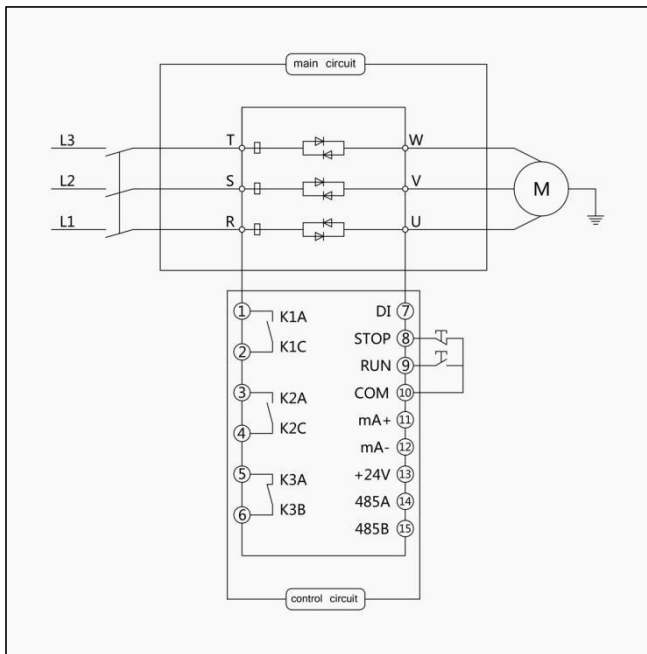 main circuit
L3 T W
L2 S V M
L1 R U
1 K1A DI 7
STOP 8
2 K1C RUN 9
3 K2A COM 10
mA+ 11
4 K2C mA- 12
5 K3A +24V 13
485A 14
6 K3B 485B 15
control circuit